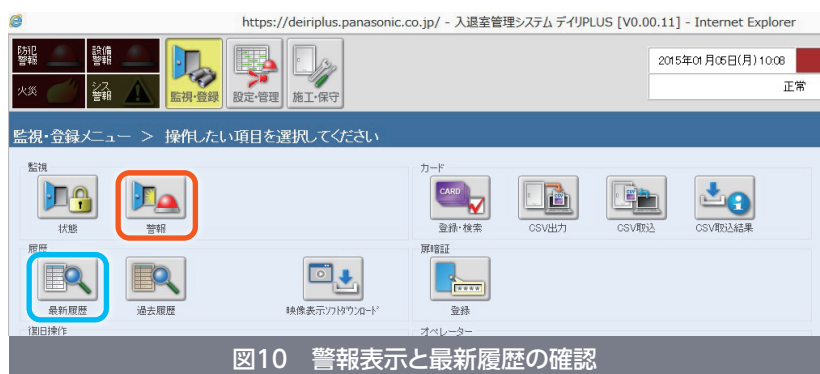 https://deiriplus.panasonic.co.jp/ - 入退室管理システム デイリPLUS [V0.00.11] - Internet Explorer
防犯警報
設備警報
火災
シス警報
監視・登録
設定・管理
施工・保守
2015年01月05日(月)10:08
正常
監視・登録メニュー > 操作したい項目を選択してください
監視
状態
警報
カード
CARD
登録・検索
CSV出力
CSV取込
CSV取込結果
履歴
最新履歴
過去履歴
映像表示ソフトダウンロード
扉暗証
****
登録
復旧操作
オペレーター
図10 警報表示と最新履歴の確認